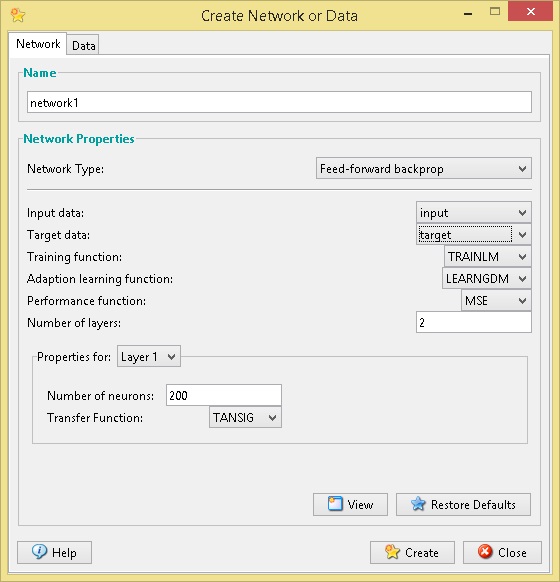 Create Network or Data
Network Data
Name
network1
Network Properties
Network Type: Feed-forward backprop
Input data: input
Target data: target
Training function: TRAINLM
Adaption learning function: LEARNGDM
Performance function: MSE
Number of layers: 2
Properties for: Layer 1
Number of neurons: 200
Transfer Function: TANSIG
View Restore Defaults
Help Create Close